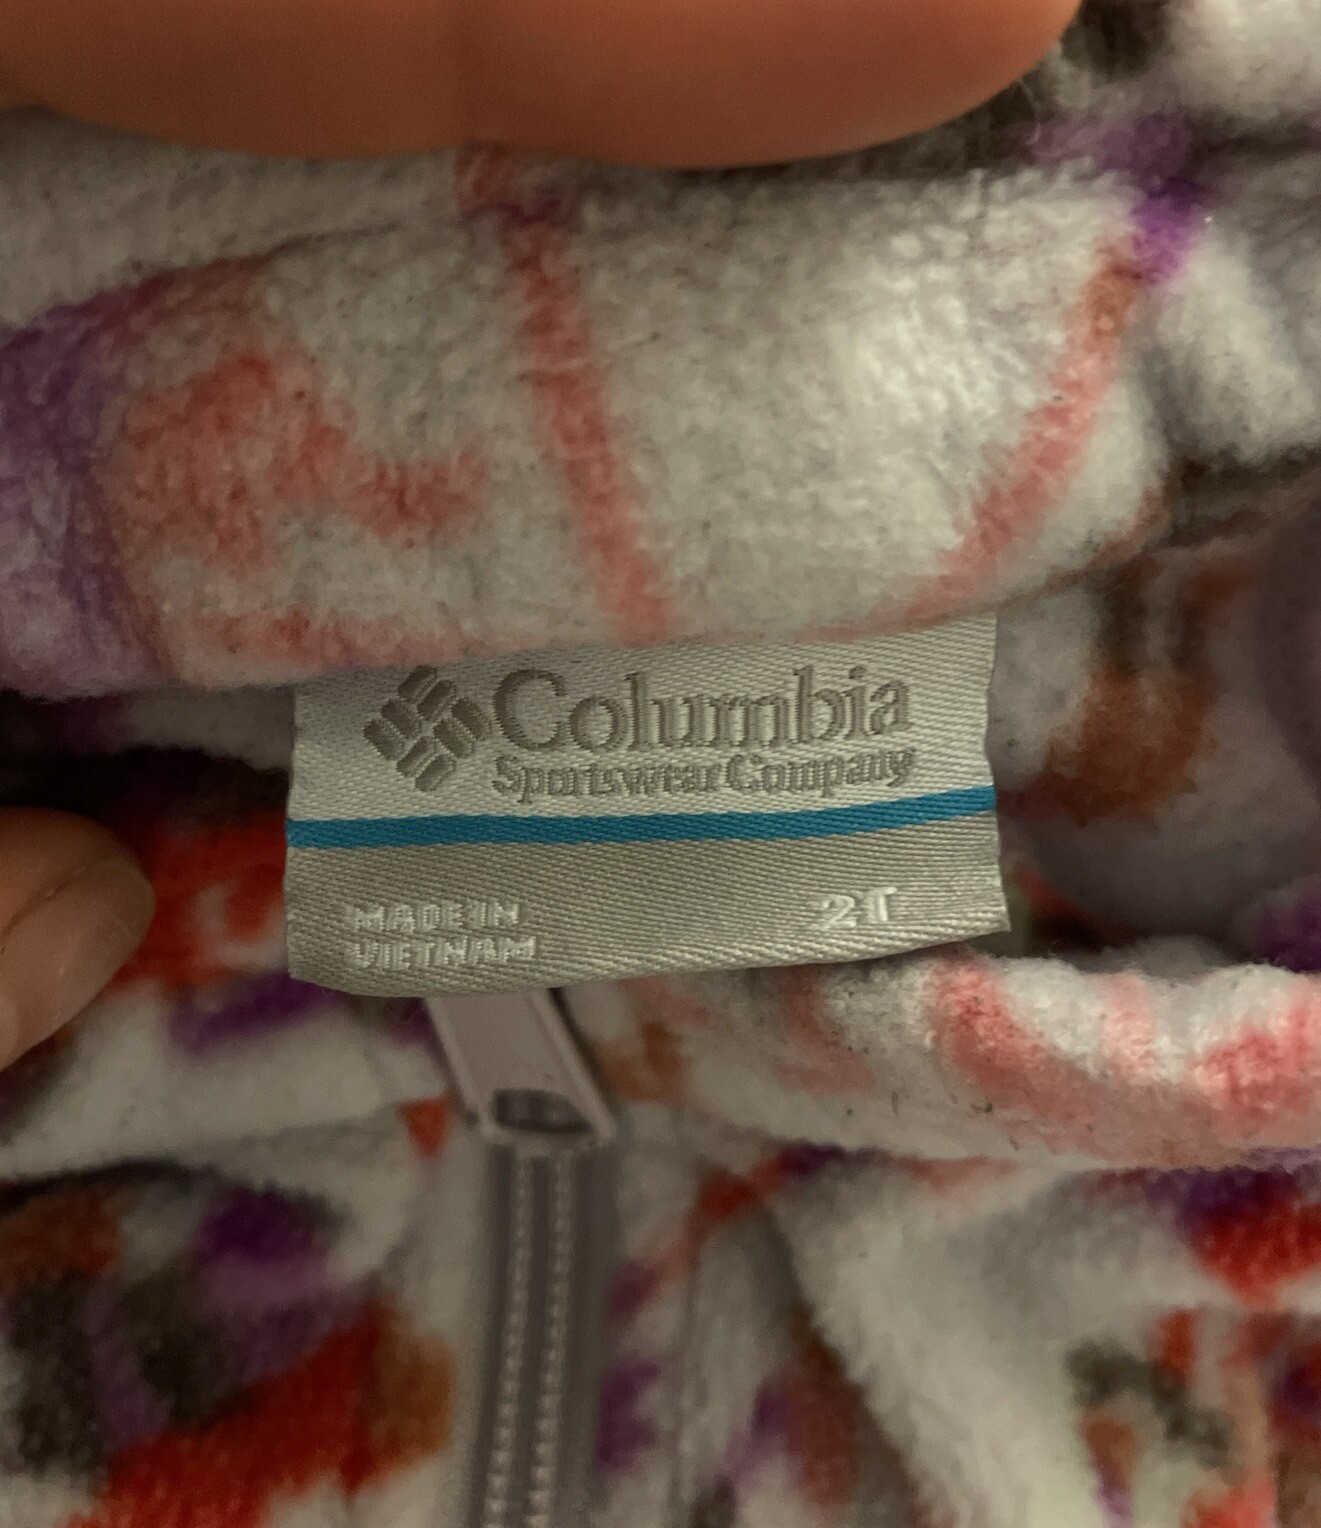 Columbia
Sportswear Company
MADE IN
VIETNAM
2T